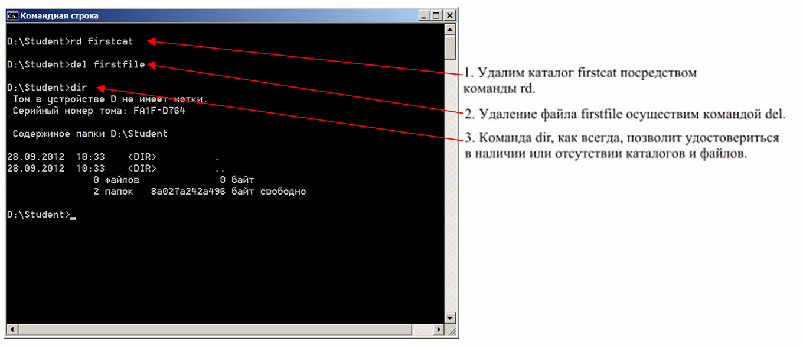 Командная строка
D:\Student>rd firstcat
D:\Student>del firstfile
D:\Student>dir
Том в устройстве D не имеет метки.
Серийный номер тома: FA1F-D764
Содержимое папки D:\Student
28.09.2012 10:33 <DIR> .
28.09.2012 10:33 <DIR> ..
0 файлов 0 байт
2 папок 8а027а242а496 байт свободно
D:\Student>_
1. Удалим каталог firstcat посредством
команды rd.
2. Удаление файла firstfile осуществим командой del.
3. Команда dir, как всегда, позволит удостовериться
в наличии или отсутствии каталогов и файлов.